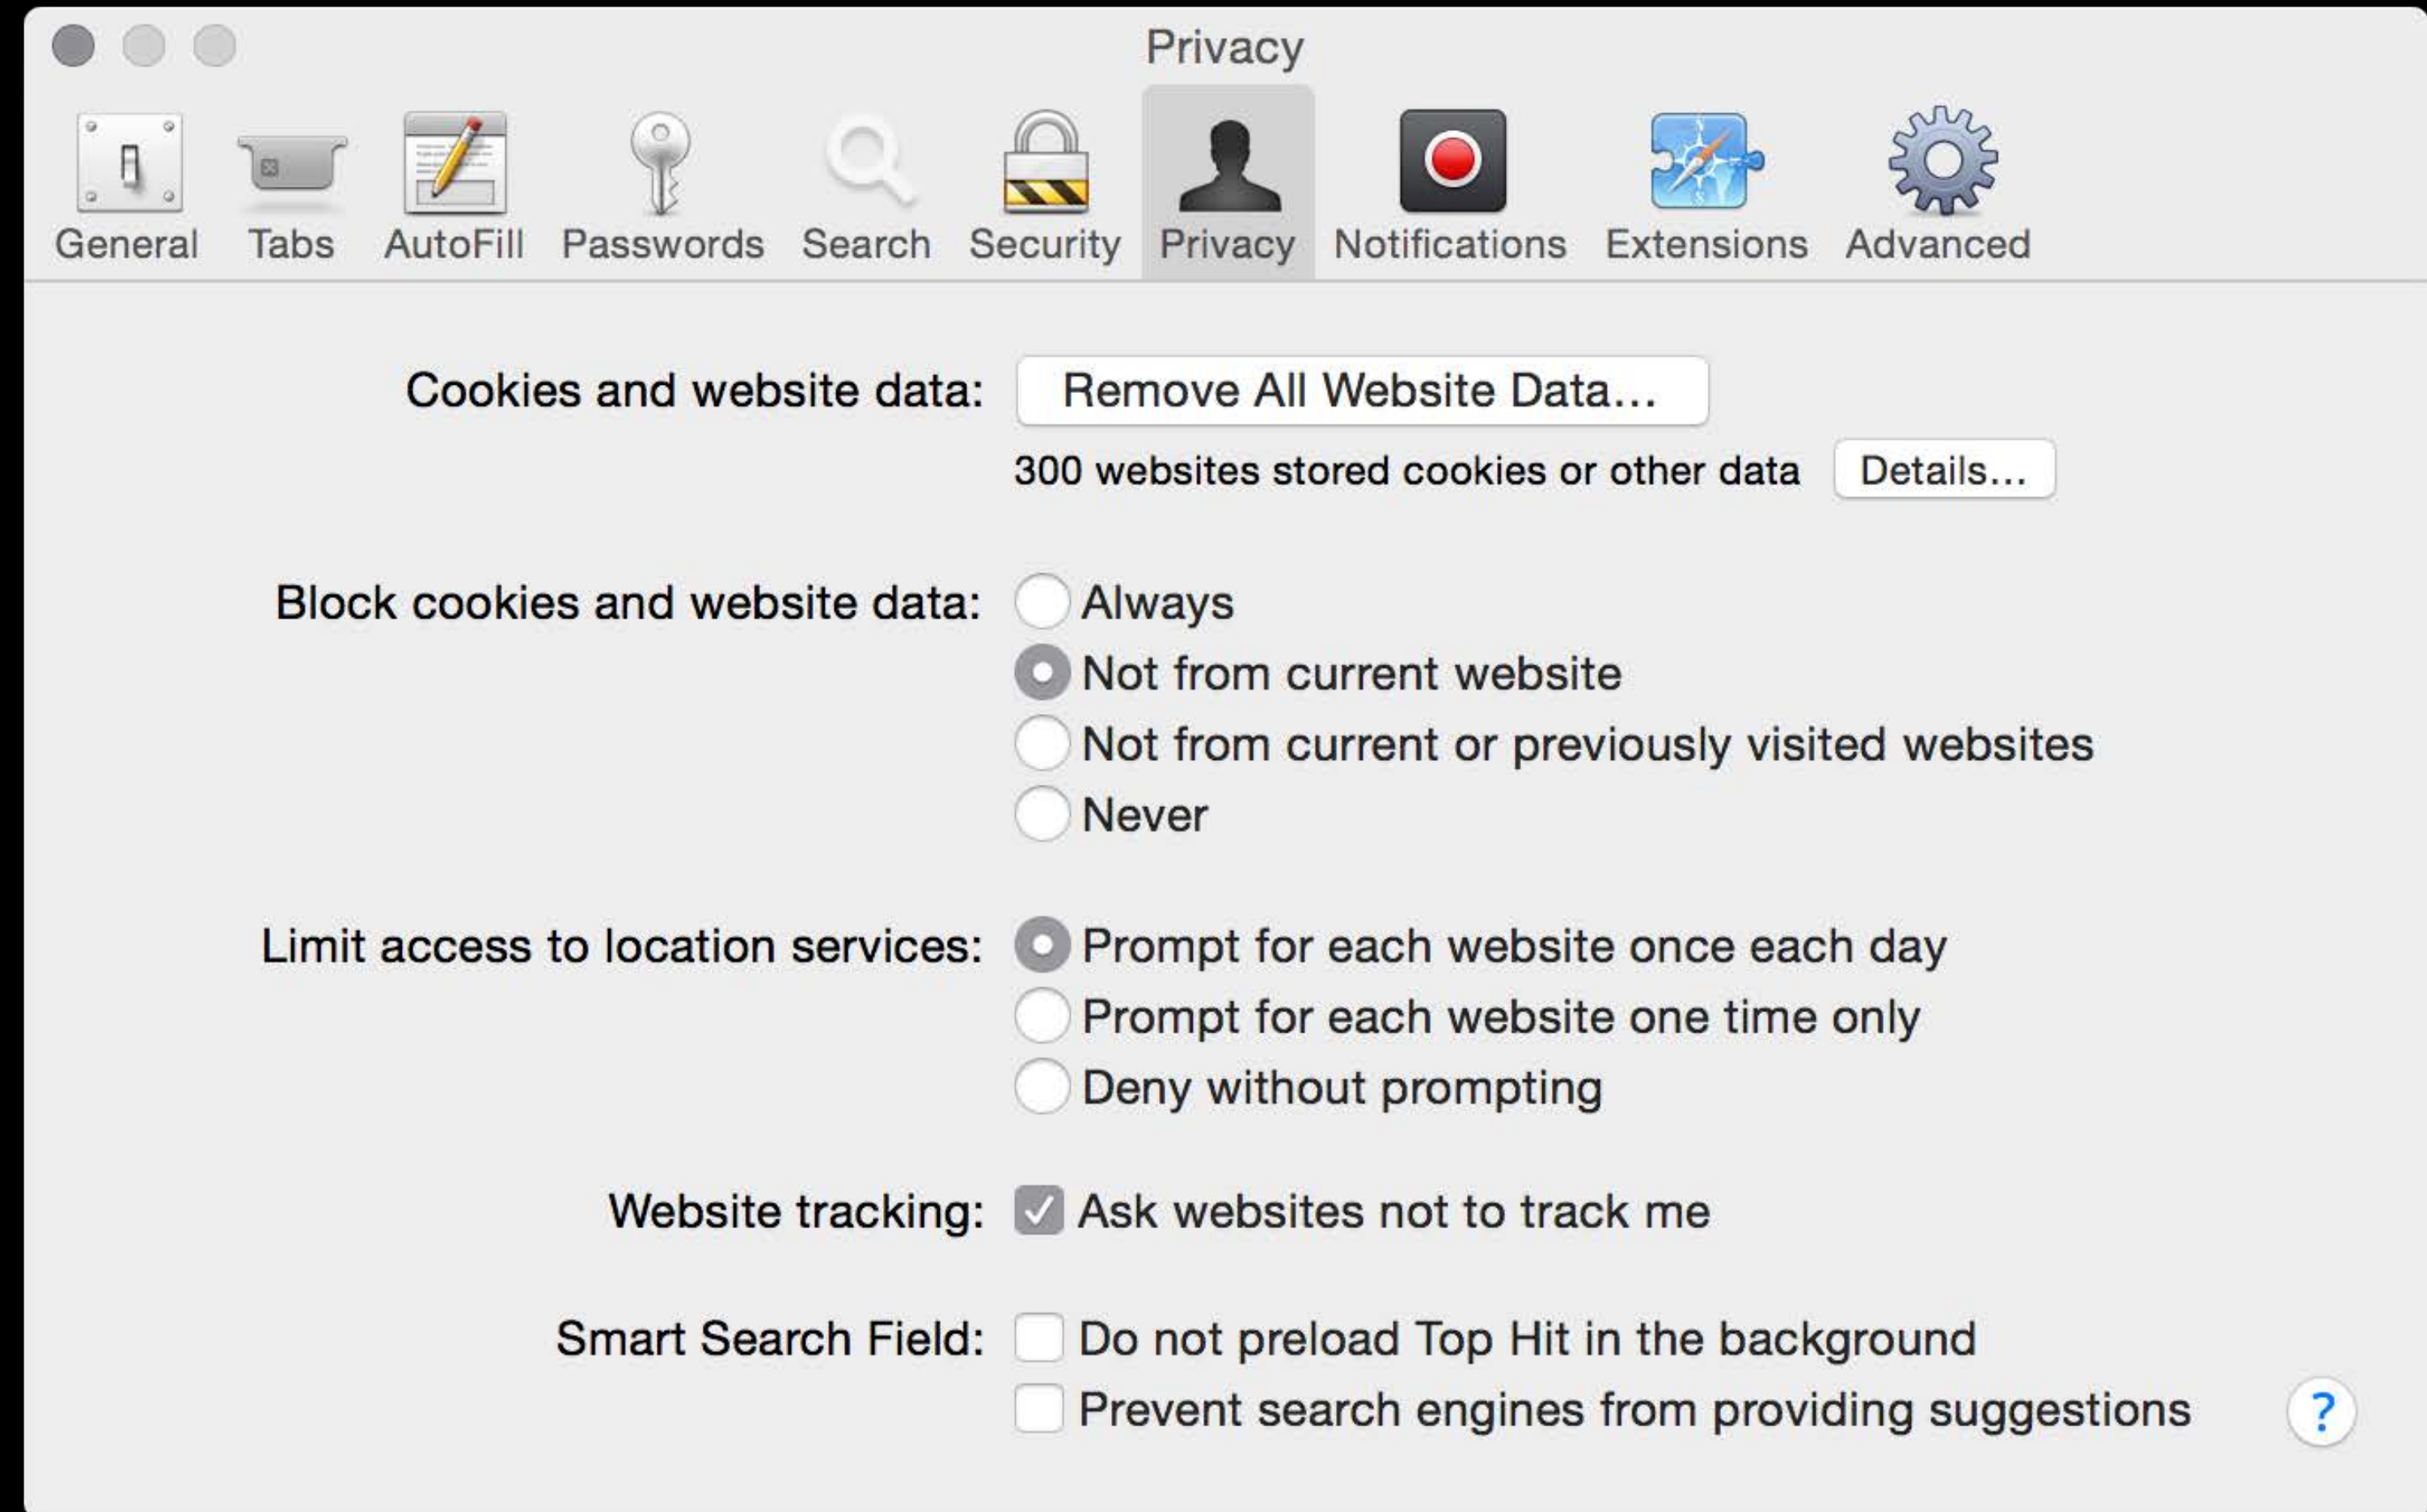 Privacy
General Tabs AutoFill Passwords Search Security Privacy Notifications Extensions Advanced
Cookies and website data: Remove All Website Data...
300 websites stored cookies or other data Details...
Block cookies and website data: Always
Not from current website
Not from current or previously visited websites
Never
Limit access to location services: Prompt for each website once each day
Prompt for each website one time only
Deny without prompting
Website tracking: Ask websites not to track me
Smart Search Field: Do not preload Top Hit in the background
Prevent search engines from providing suggestions ?